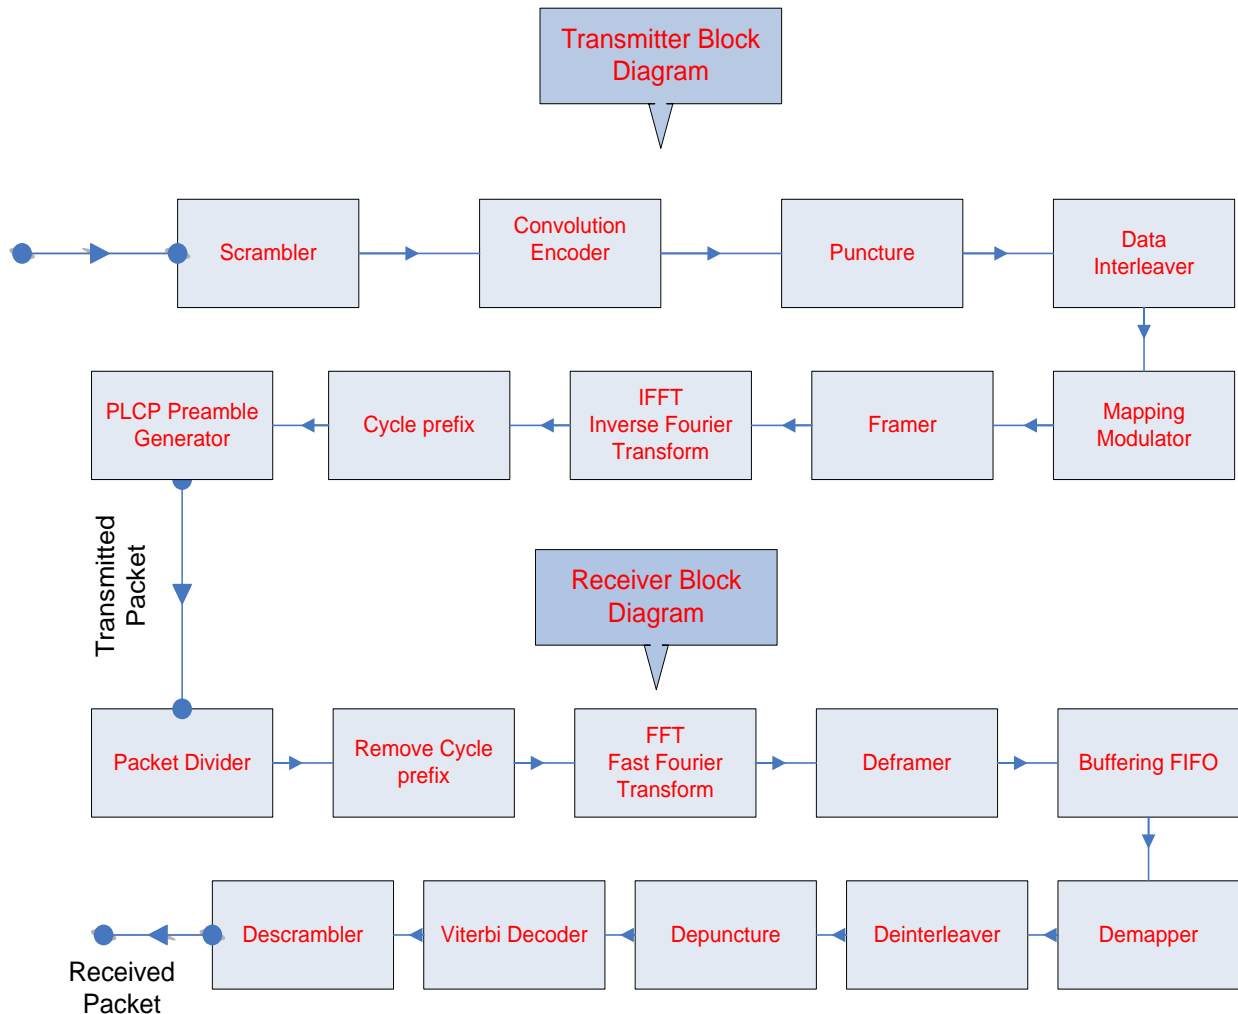 Transmitter Block
Diagram
Scrambler
Convolution
Encoder
Puncture
Data
Interleaver
PLCP Preamble
Generator
Cycle prefix
IFFT
Inverse Fourier
Transform
Framer
Mapping
Modulator
Transmitted
Packet
Receiver Block
Diagram
Packet Divider
Remove Cycle
prefix
FFT
Fast Fourier
Transform
Deframer
Buffering FIFO
Descrambler
Viterbi Decoder
Depuncture
Deinterleaver
Demapper
Received
Packet